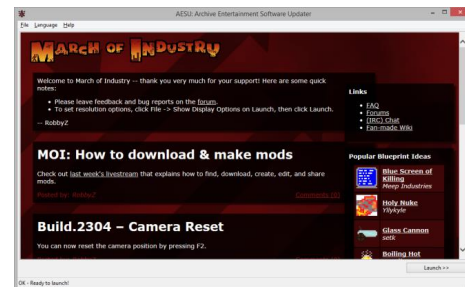 AESU: Archive Entertainment Software Updater
File Language Help
MARCH OF INDUSTRY
Welcome to March of Industry -- thank you very much for your support! Here are some quick
notes:
Please leave feedback and bug reports on the forum.
To set resolution options, click File -> Show Display Options on Launch, then click Launch.
-- RobbyZ
Links
FAQ
Forums
(IRC) Chat
Fan-made Wiki
MOI: How to download & make mods
Check out last week's livestream that explains how to find, download, create, edit, and share
mods.
Posted by: RobbyZ
Comments (0)
Popular Blueprint Ideas
Blue Screen of
Killing
Meep Industries
Holy Nuke
Yllykyle
Glass Cannon
setk
Boiling Hot
Build.2304 – Camera Reset
You can now reset the camera position by pressing F2.
Launch >>
OK - Ready to launch!